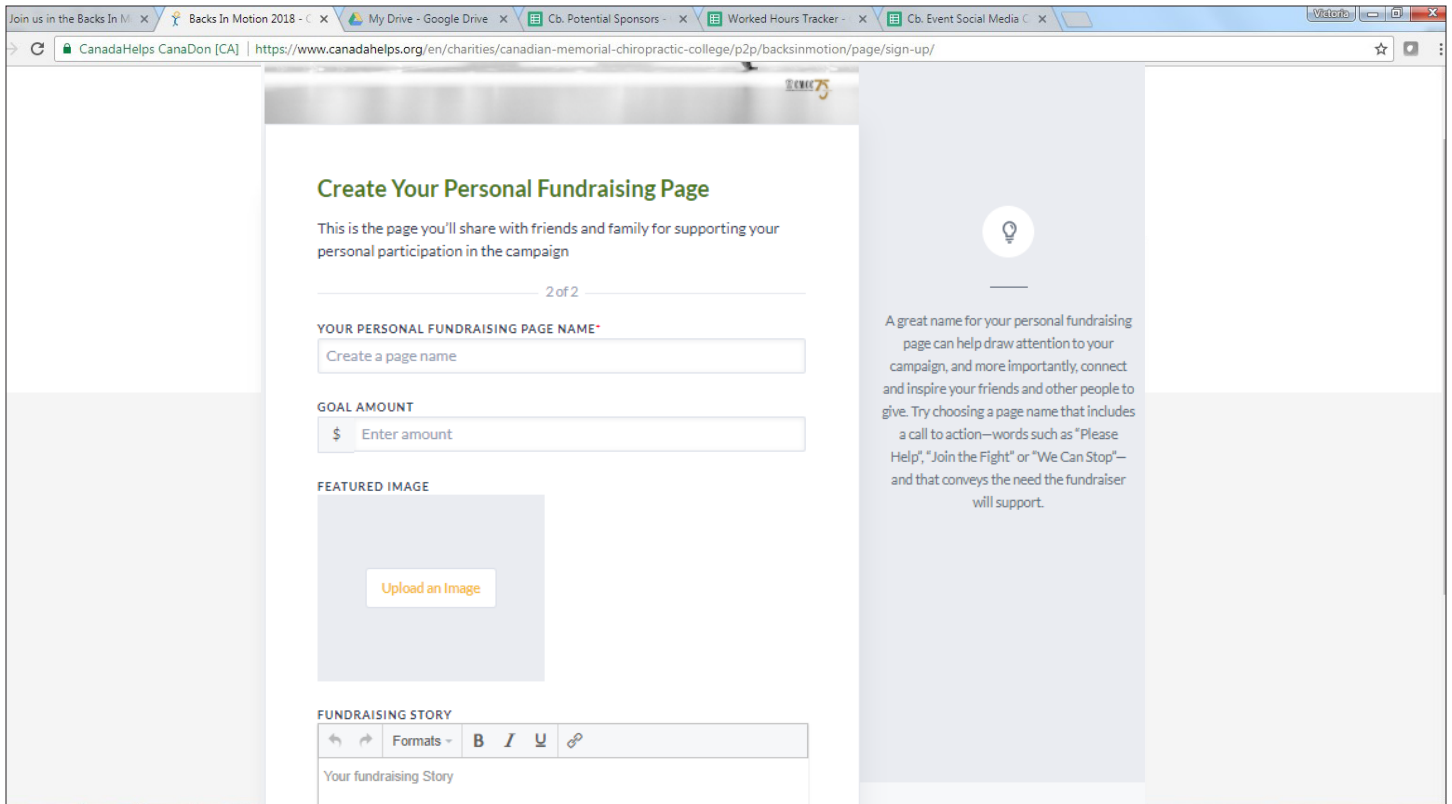 Join us in the Backs In M
Backs In Motion 2018 - C
My Drive - Google Drive
Cb. Potential Sponsors -
Worked Hours Tracker -
Cb. Event Social Media C
Victoria
CanadaHelps CanaDon [CA] | https://www.canadahelps.org/en/charities/canadian-memorial-chiropractic-college/p2p/backsinmotion/page/sign-up/
CMCC 75
Create Your Personal Fundraising Page
This is the page you'll share with friends and family for supporting your
personal participation in the campaign
2 of 2
YOUR PERSONAL FUNDRAISING PAGE NAME*
Create a page name
GOAL AMOUNT
$ Enter amount
FEATURED IMAGE
Upload an Image
FUNDRAISING STORY
Formats B I U
Your fundraising Story
A great name for your personal fundraising
page can help draw attention to your
campaign, and more importantly, connect
and inspire your friends and other people to
give. Try choosing a page name that includes
a call to action—words such as “Please
Help”, “Join the Fight” or “We Can Stop”—
and that conveys the need the fundraiser
will support.